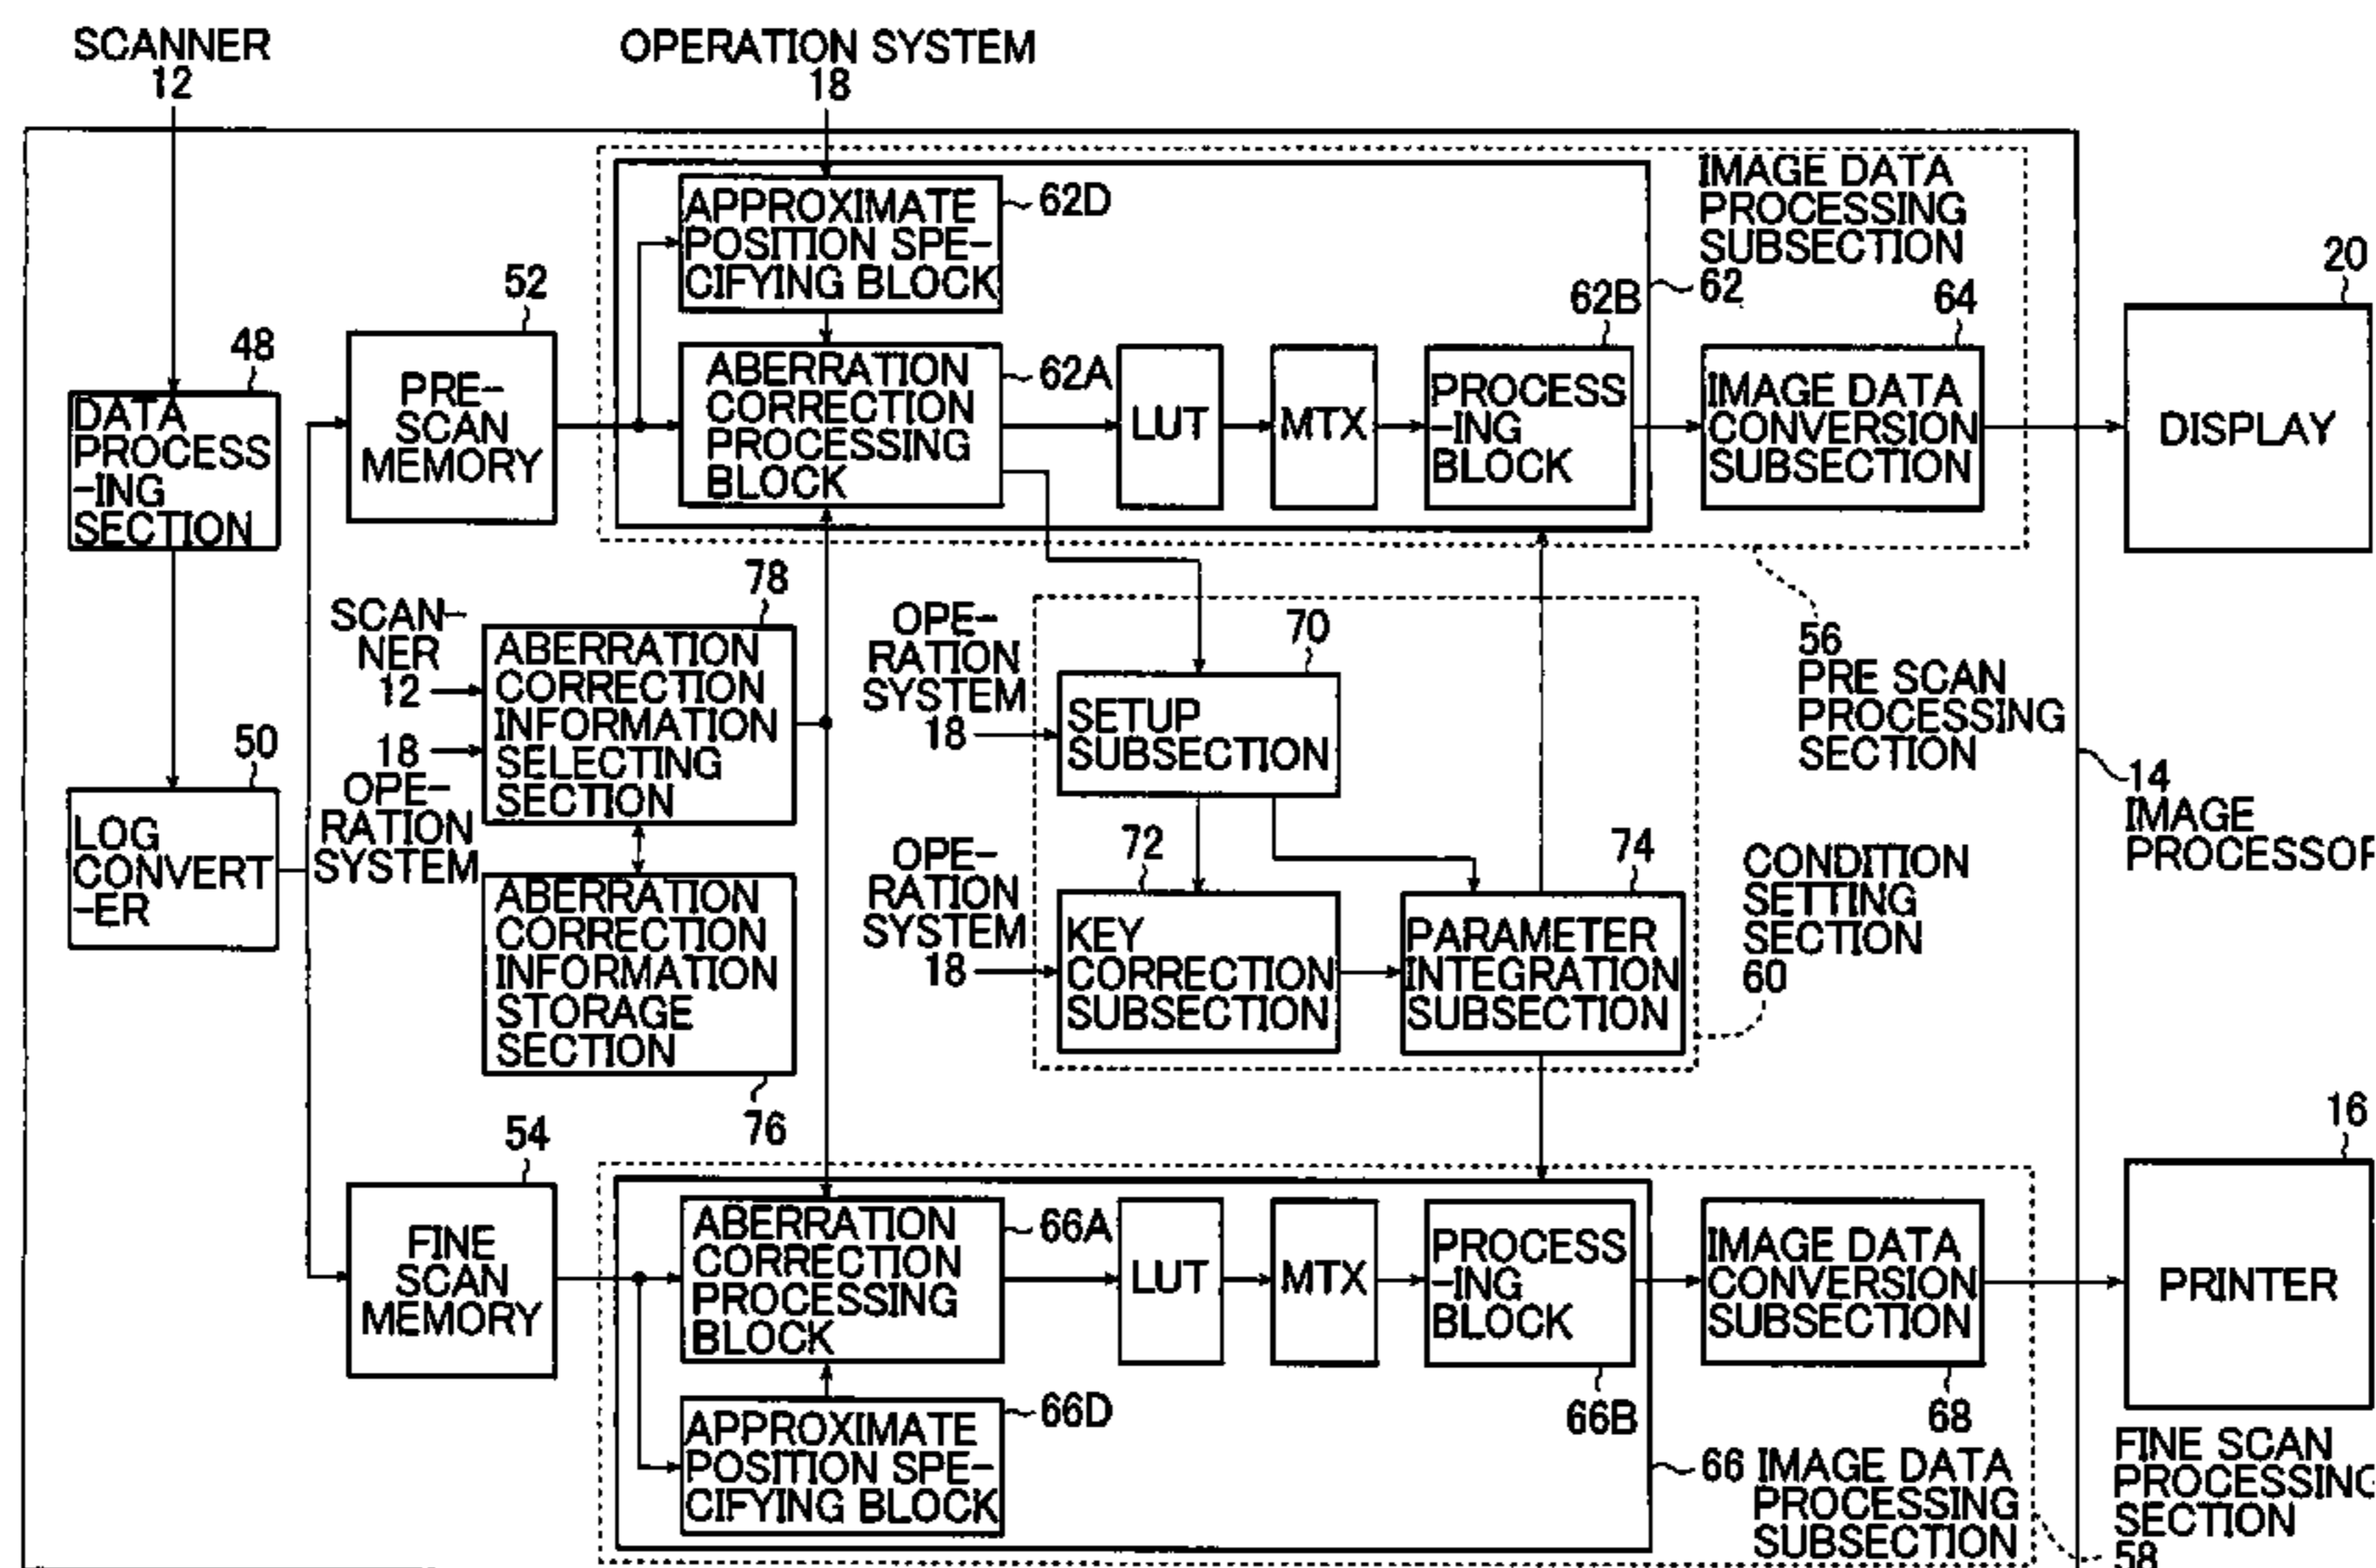 SCANNER
12
OPERATION SYSTEM
18
APPROXIMATE
POSITION SPE-
CIFYING BLOCK
62D
IMAGE DATA
PROCESSING
SUBSECTION
62
52
PRE-
SCAN
MEMORY
48
DATA
PROCESS
-ING
SECTION
ABERRATION
CORRECTION
PROCESSING
BLOCK
62A
LUT
MTX
62B
PROCESS
-ING
BLOCK
64
IMAGE DATA
CONVERSION
SUBSECTION
20
DISPLAY
SCAN-
NER
12
18
OPE-
RATION
SYSTEM
78
ABERRATION
CORRECTION
INFORMATION
SELECTING
SECTION
OPE-
RATION
SYSTEM
18
70
SETUP
SUBSECTION
56
PRE SCAN
PROCESSING
SECTION
14
IMAGE
PROCESSOR
50
LOG
CONVERT
-ER
ABERRATION
CORRECTION
INFORMATION
STORAGE
SECTION
76
OPE-
RATION
SYSTEM
18
72
KEY
CORRECTION
SUBSECTION
74
PARAMETER
INTEGRATION
SUBSECTION
CONDITION
SETTING
SECTION
60
54
FINE
SCAN
MEMORY
ABERRATION
CORRECTION
PROCESSING
BLOCK
66A
LUT
MTX
PROCESS
-ING
BLOCK
66B
IMAGE DATA
CONVERSION
SUBSECTION
68
16
PRINTER
APPROXIMATE
POSITION SPE-
CIFYING BLOCK
66D
66 IMAGE DATA
PROCESSING
SUBSECTION
FINE SCAN
PROCESSING
SECTION
58